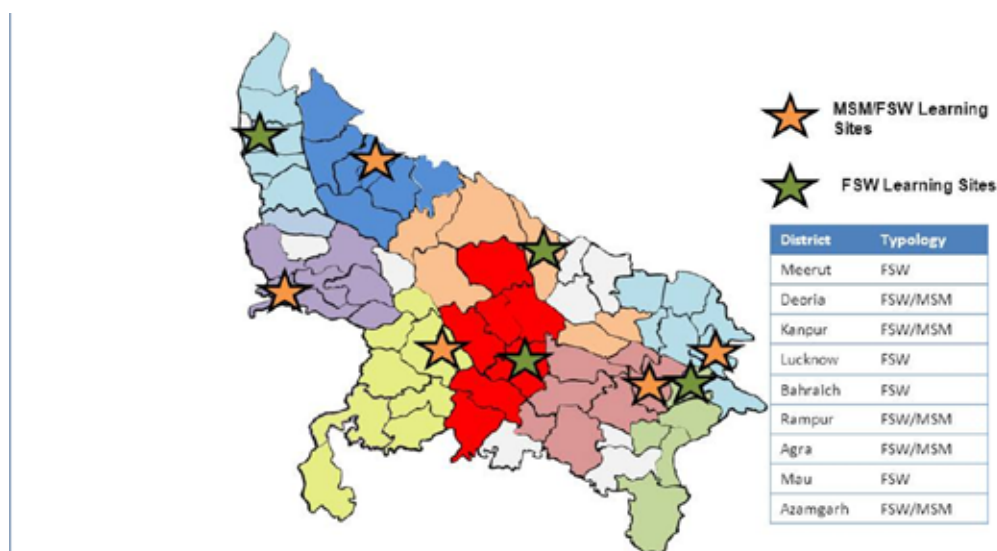 MSM/FSW Learning
Sites
FSW Learning Sites
District Typology
Meerut FSW
Deoria FSW/MSM
Kanpur FSW/MSM
Lucknow FSW
Bahraich FSW
Rampur FSW/MSM
Agra FSW/MSM
Mau FSW
Azamgarh FSW/MSM